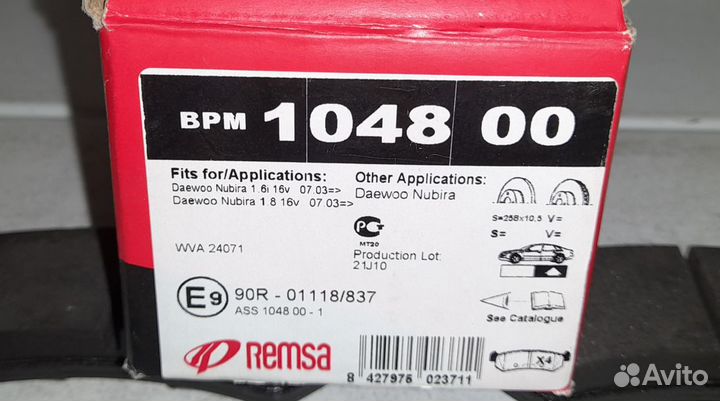 BPM 1048 00
Fits for/Applications:
Daewoo Nubira 1.6i 16v 07.03=>
Daewoo Nubira 1 8 16v 07.03=>
Other Applications:
Daewoo Nubira
S=258x10,5 V=
S= V=
PG
MT20
WVA 24071
Production Lot:
21J10
E9
90R - 01118/837
ASS 1048 00 - 1
See Catalogue
Remsa
X4
8 427975 023711
Avito